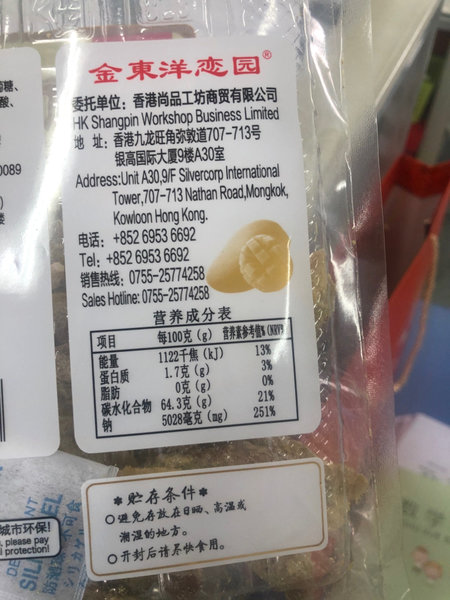 金東洋恋园®
委托单位：香港尚品工坊商贸有限公司
HK Shangpin Workshop Business Limited
地 址：香港九龙旺角弥敦道707-713号
银高国际大厦9楼A30室
Address:Unit A30,9/F Silvercorp International
Tower,707-713 Nathan Road,Mongkok,
Kowloon Hong Kong.
电话：+852 6953 6692
Tel：+852 6953 6692
销售热线：0755-25774258
Sales Hotline: 0755-25774258
营养成分表
项目 每100克（g） 营养素参考值%（NRV%
能量 1122千焦（kJ） 13%
蛋白质 1.7克（g） 3%
脂肪 0克（g） 0%
碳水化合物 64.3克（g） 21%
钠 5028毫克（mg） 251%
*贮存条件*
○避免存放在日晒、高温或
潮湿的地方。
○开封后请尽快食用。
0089
城市环保!
, please pay
protection!